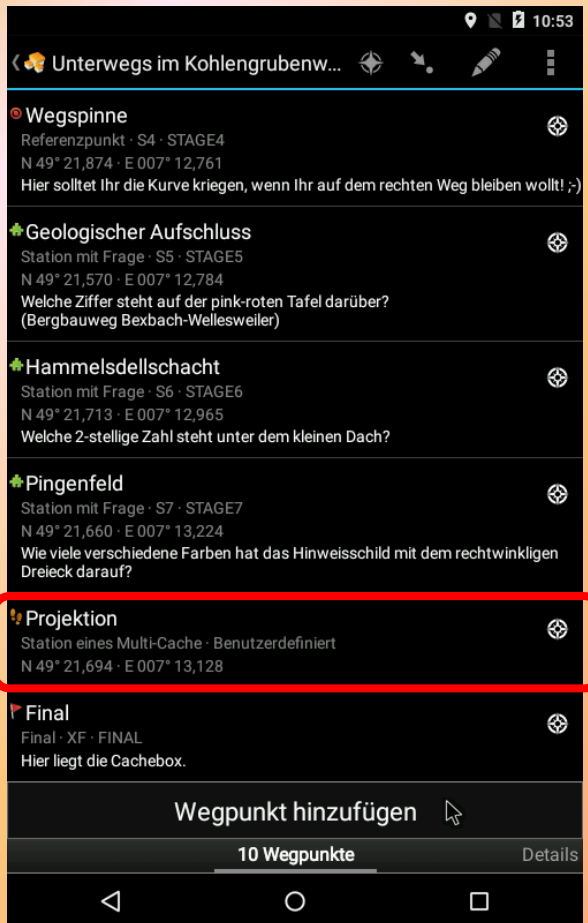 10:53
Unterwegs im Kohlengrubenw...
Wegspinne
Referenzpunkt · S4 · STAGE4
N 49° 21,874 · E 007° 12,761
Hier solltet Ihr die Kurve kriegen, wenn Ihr auf dem rechten Weg bleiben wollt! ;-)
Geologischer Aufschluss
Station mit Frage · S5 · STAGE5
N 49° 21,570 · E 007° 12,784
Welche Ziffer steht auf der pink-roten Tafel darüber?
(Bergbauweg Bexbach-Wellesweiler)
Hammelsdellschacht
Station mit Frage · S6 · STAGE6
N 49° 21,713 · E 007° 12,965
Welche 2-stellige Zahl steht unter dem kleinen Dach?
Pingenfeld
Station mit Frage · S7 · STAGE7
N 49° 21,660 · E 007° 13,224
Wie viele verschiedene Farben hat das Hinweisschild mit dem rechtwinkligen
Dreieck darauf?
Projektion
Station eines Multi-Cache · Benutzerdefiniert
N 49° 21,694 · E 007° 13,128
Final
Final · XF · FINAL
Hier liegt die Cachebox.
Wegpunkt hinzufügen
10 Wegpunkte
Details